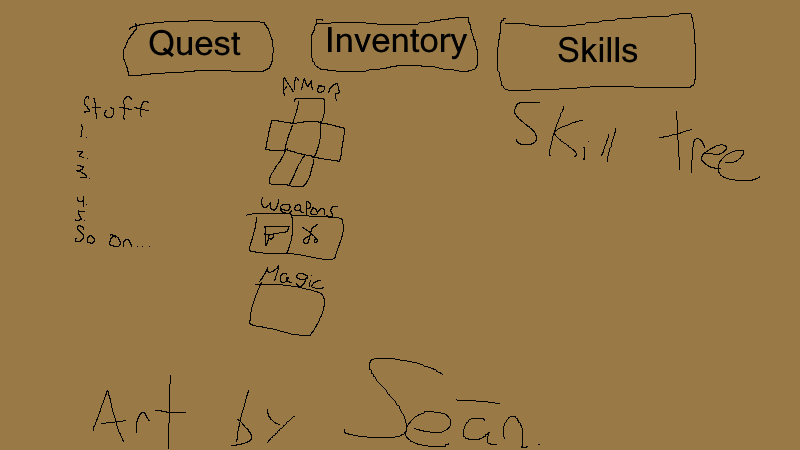 Quest
Inventory
Skills
Stuff
1.
2.
3.
4.
5.
So on...
Armor
Weapons
Magic
Skill tree
Art by Sean.